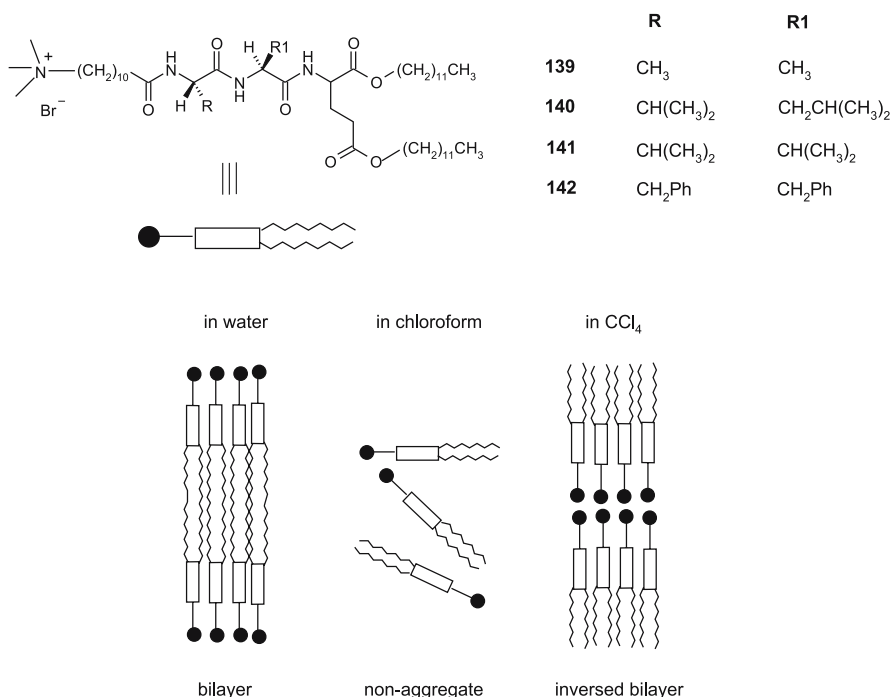 R R1
139 CH₃ CH₃
140 CH(CH₃)₂ CH₂CH(CH₃)₂
141 CH(CH₃)₂ CH(CH₃)₂
142 CH₂Ph CH₂Ph
N⁺ (CH₂)₁₀ O H N H R O N H H R1 O H N O O (CH₂)₁₁CH₃
Br⁻
O O (CH₂)₁₁CH₃
in water in chloroform in CCl₄
bilayer non-aggregate inversed bilayer